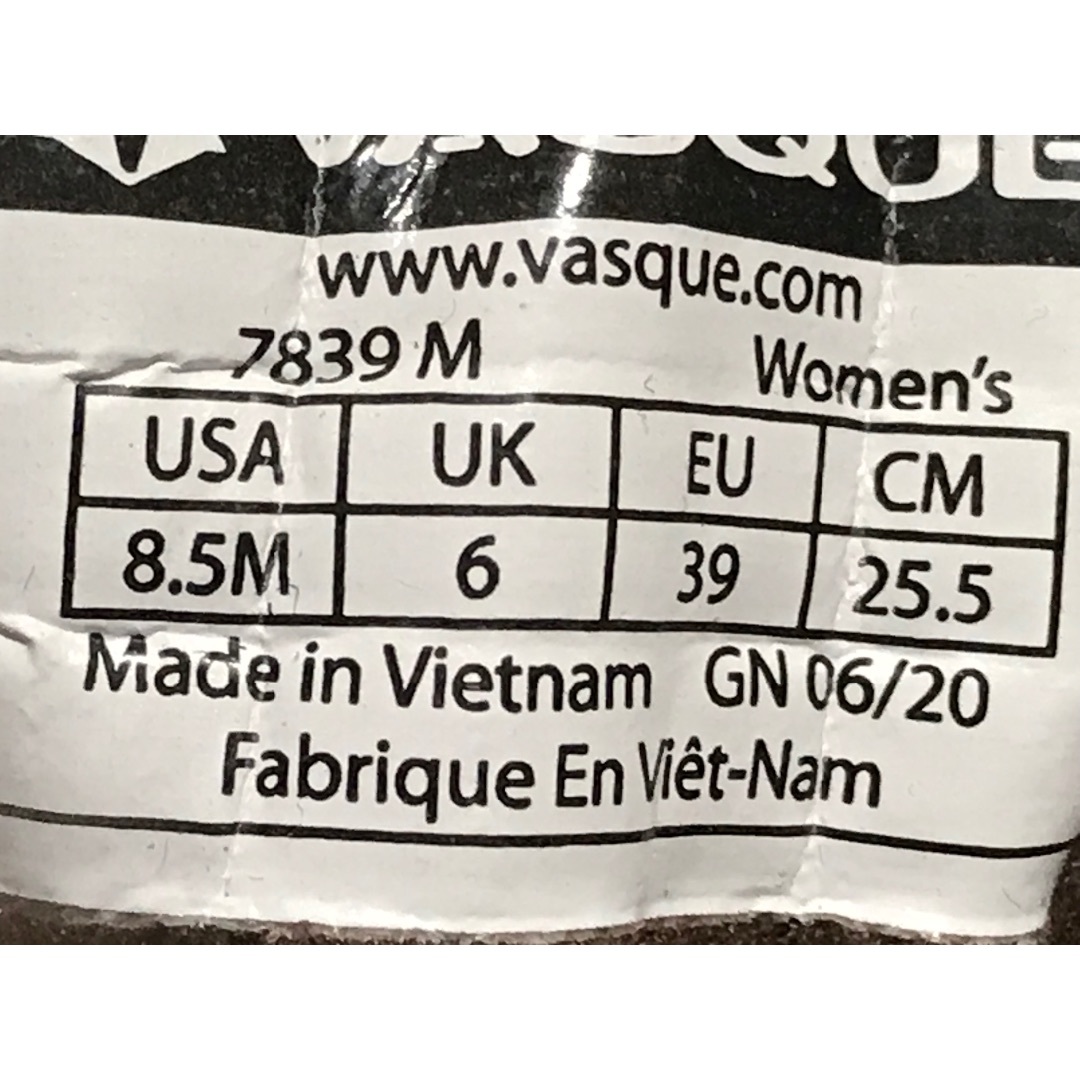 VASQUE
www.vasque.com
7839 M Women's
USA UK EU CM
8.5M 6 39 25.5
Made in Vietnam GN 06/20
Fabrique En Viêt-Nam